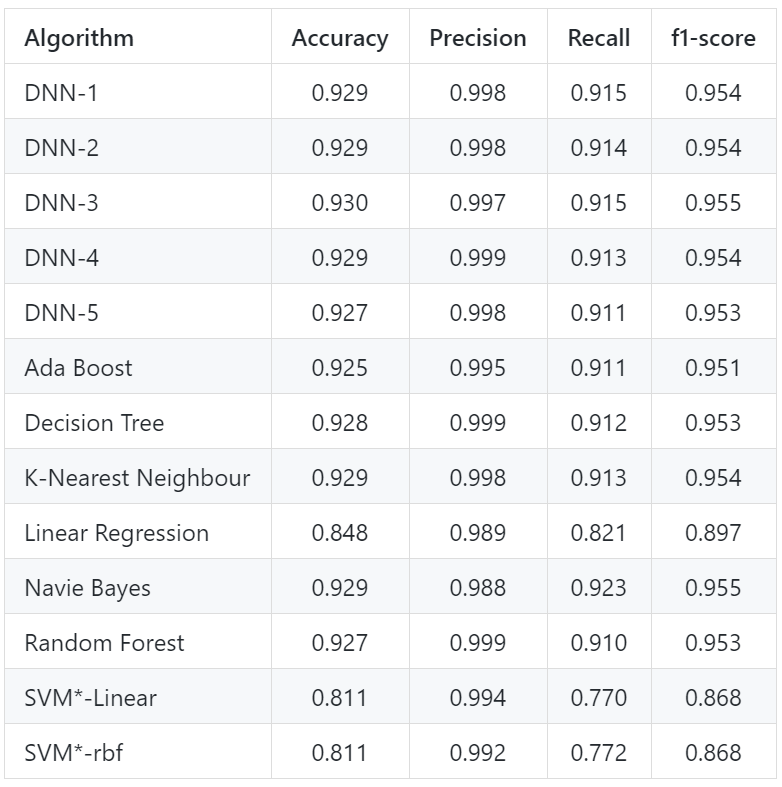 Algorithm Accuracy Precision Recall f1-score
DNN-1 0.929 0.998 0.915 0.954
DNN-2 0.929 0.998 0.914 0.954
DNN-3 0.930 0.997 0.915 0.955
DNN-4 0.929 0.999 0.913 0.954
DNN-5 0.927 0.998 0.911 0.953
Ada Boost 0.925 0.995 0.911 0.951
Decision Tree 0.928 0.999 0.912 0.953
K-Nearest Neighbour 0.929 0.998 0.913 0.954
Linear Regression 0.848 0.989 0.821 0.897
Navie Bayes 0.929 0.988 0.923 0.955
Random Forest 0.927 0.999 0.910 0.953
SVM*-Linear 0.811 0.994 0.770 0.868
SVM*-rbf 0.811 0.992 0.772 0.868